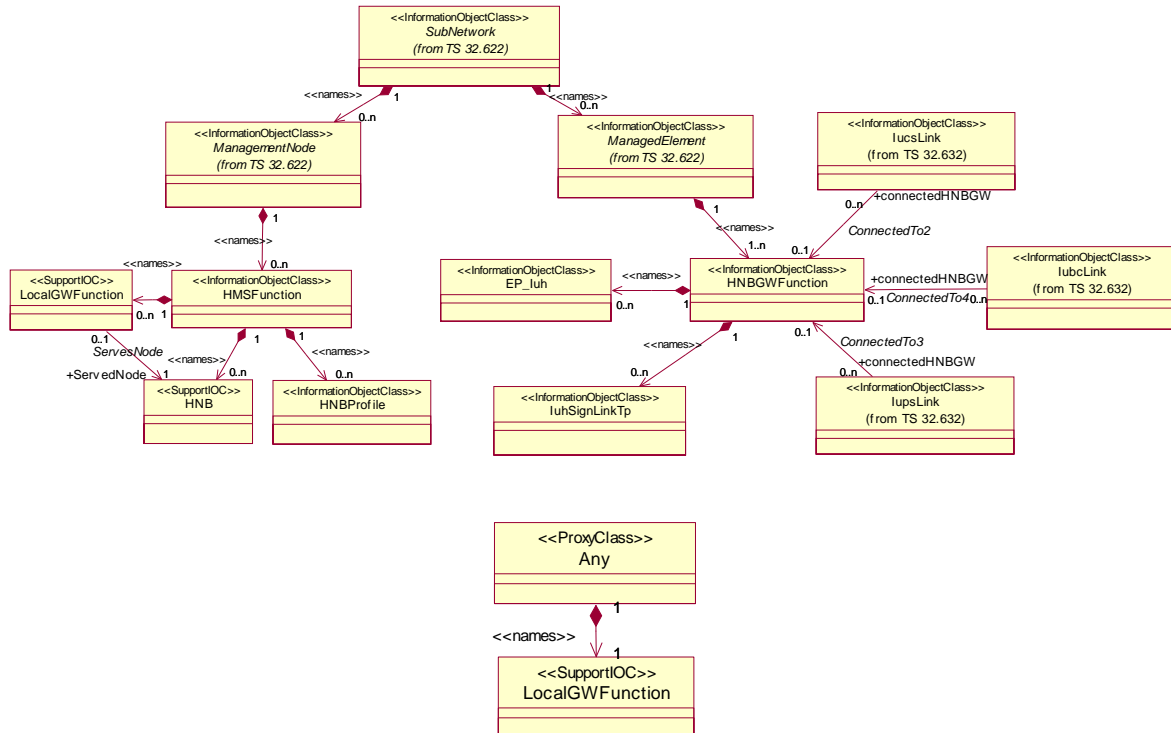 <<InformationObjectClass>>
SubNetwork
(from TS 32.622)
<<names>>
1
0..n
1
<<names>>
0..n
<<InformationObjectClass>>
ManagementNode
(from TS 32.622)
<<InformationObjectClass>>
ManagedElement
(from TS 32.622)
<<InformationObjectClass>>
IucsLink
(from TS 32.632)
1
<<names>>
0..n
1
<<names>>
1..n
0..n
+connectedHNBGW
ConnectedTo2
0..1
<<SupportIOC>>
LocalGWFunction
<<names>>
0..n
1
<<InformationObjectClass>>
HMSFunction
<<InformationObjectClass>>
EP_Iuh
<<names>>
0..n
1
<<InformationObjectClass>>
HNBGWFunction
+connectedHNBGW
0..1
ConnectedTo4
0..n
<<InformationObjectClass>>
IubcLink
(from TS 32.632)
0..1
ServesNode
+ServedNode
1
1
<<names>>
0..n
1
<<names>>
0..n
1
<<names>>
0..n
0..1
ConnectedTo3
+connectedHNBGW
0..n
<<SupportIOC>>
HNB
<<InformationObjectClass>>
HNBProfile
<<InformationObjectClass>>
IuhSignLinkTp
<<InformationObjectClass>>
IupsLink
(from TS 32.632)
<<ProxyClass>>
Any
1
<<names>>
1
<<SupportIOC>>
LocalGWFunction